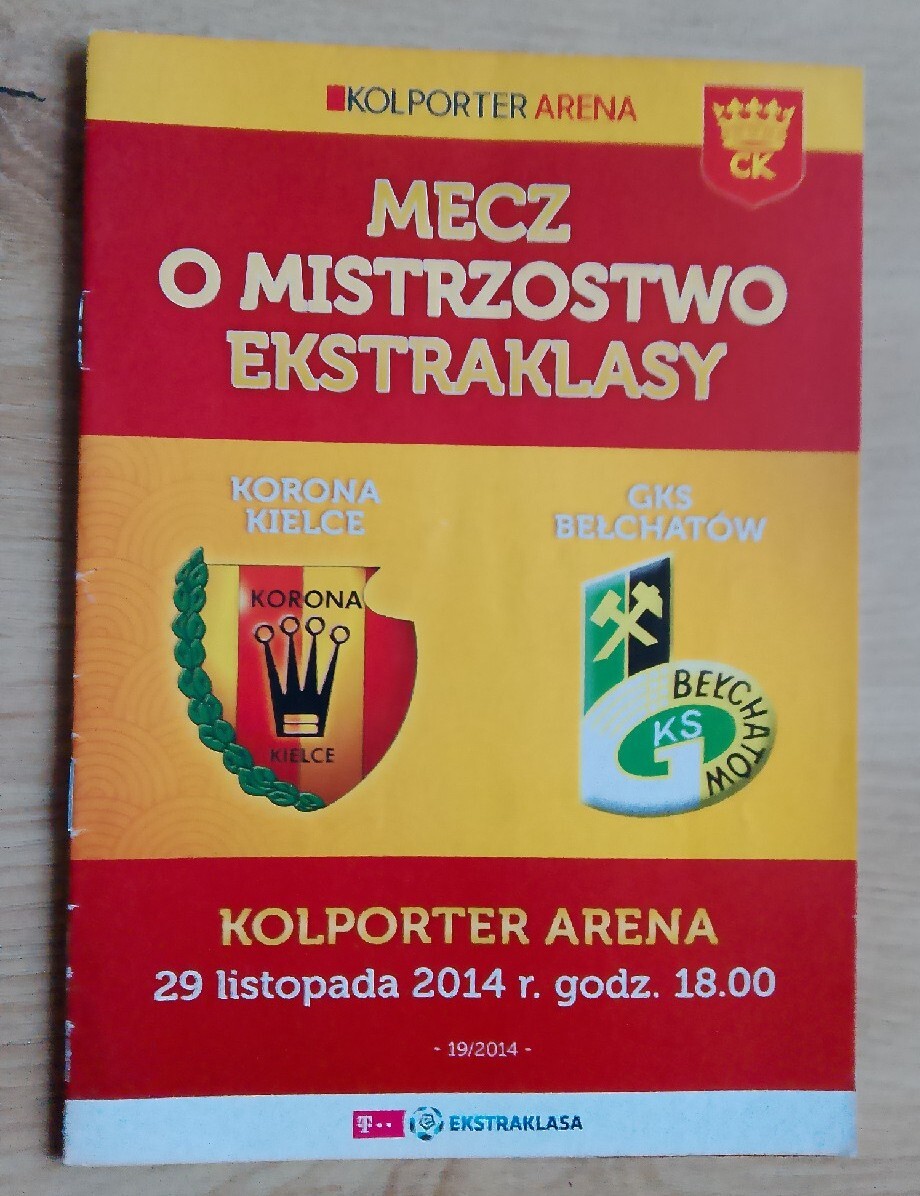 KOLPORTER ARENA
CK
MECZ
O MISTRZOSTWO
EKSTRAKLASY
KORONA
KIELCE
GKS
BEŁCHATÓW
KORONA
KIELCE
BEŁCHATÓW
GKS
KOLPORTER ARENA
29 listopada 2014 r. godz. 18.00
- 19/2014 -
T·· EKSTRAKLASA